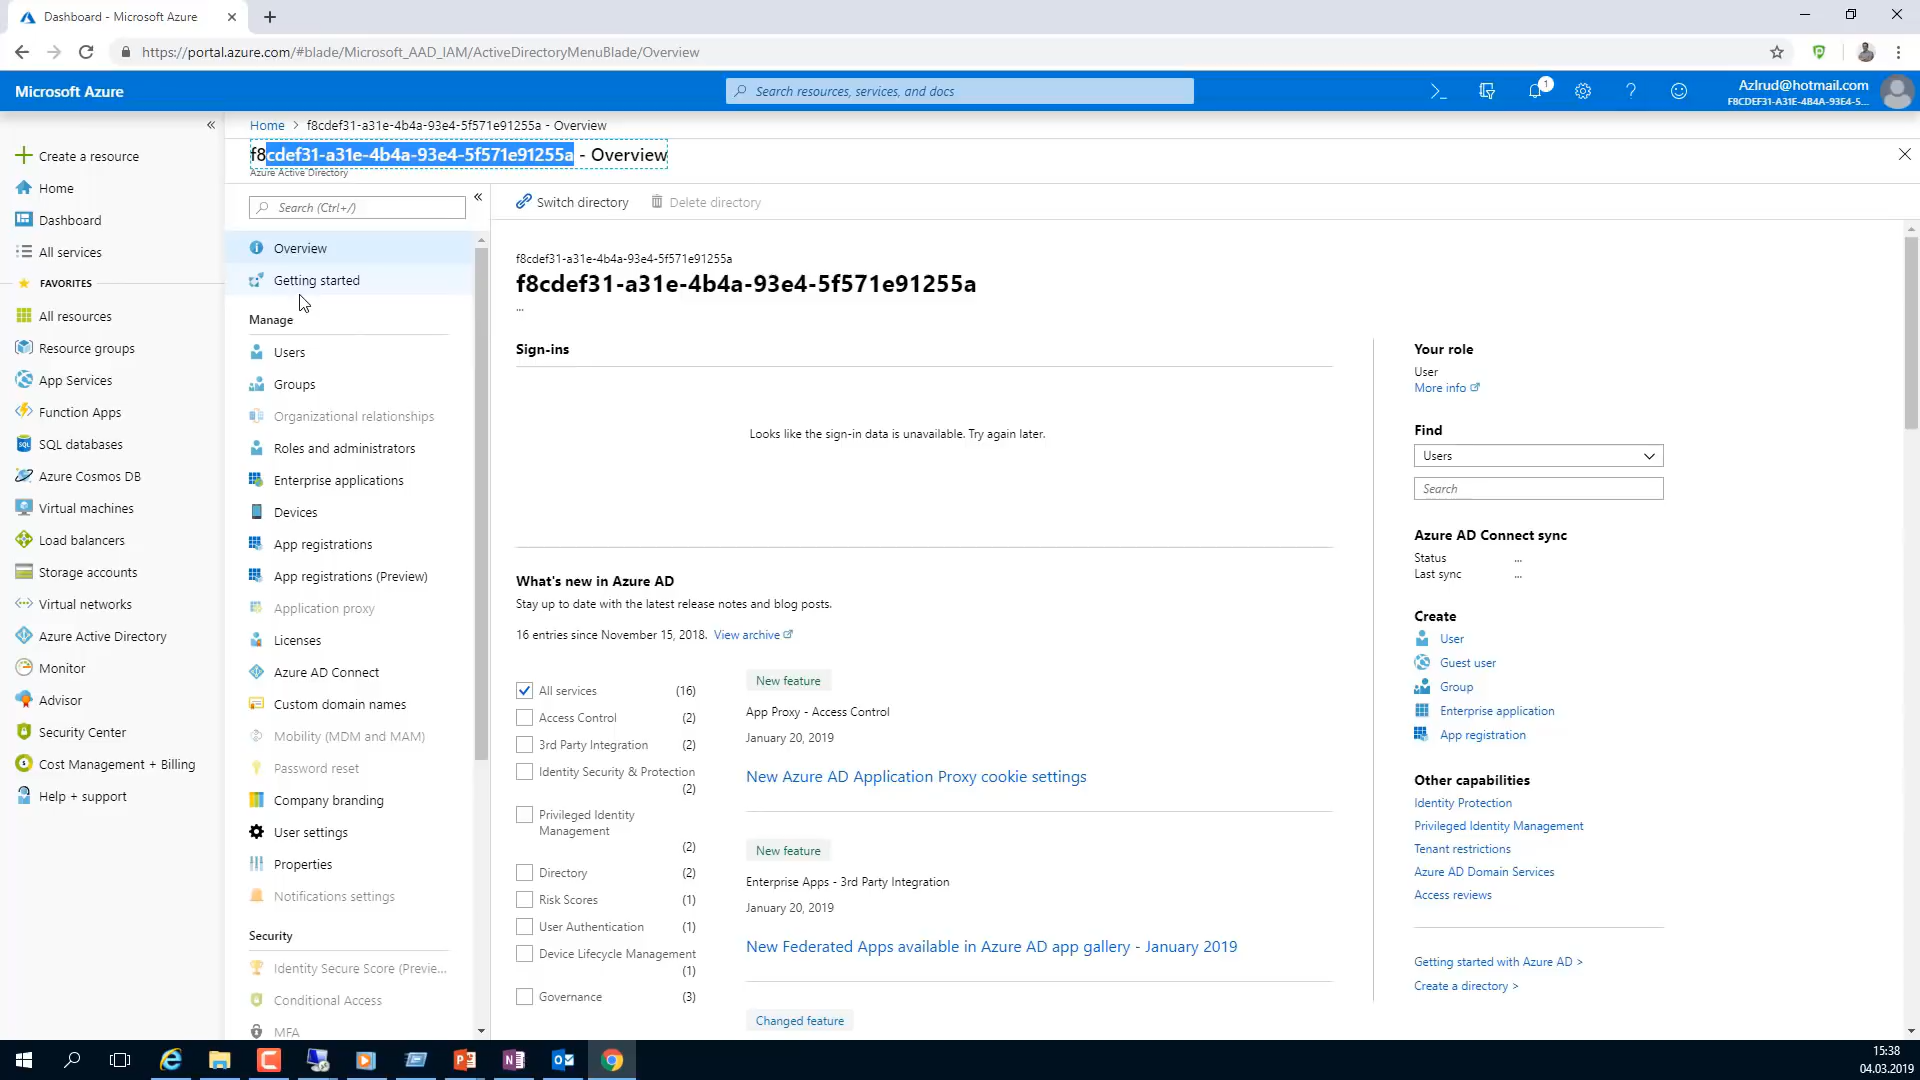 Dashboard - Microsoft Azure
https://portal.azure.com/#blade/Microsoft_AAD_IAM/ActiveDirectoryMenuBlade/Overview
Microsoft Azure
Search resources, services, and docs
1
AzIrud@hotmail.com
F8CDEF31-A31E-4B4A-93E4-5...
Create a resource
Home
Dashboard
All services
FAVORITES
All resources
Resource groups
App Services
Function Apps
SQL databases
Azure Cosmos DB
Virtual machines
Load balancers
Storage accounts
Virtual networks
Azure Active Directory
Monitor
Advisor
Security Center
Cost Management + Billing
Help + support
Home > f8cdef31-a31e-4b4a-93e4-5f571e91255a - Overview
f8cdef31-a31e-4b4a-93e4-5f571e91255a - Overview
Azure Active Directory
Search (Ctrl+/)
Overview
Getting started
Manage
Users
Groups
Organizational relationships
Roles and administrators
Enterprise applications
Devices
App registrations
App registrations (Preview)
Application proxy
Licenses
Azure AD Connect
Custom domain names
Mobility (MDM and MAM)
Password reset
Company branding
User settings
Properties
Notifications settings
Security
Identity Secure Score (Previe...
Conditional Access
MFA
Switch directory
Delete directory
f8cdef31-a31e-4b4a-93e4-5f571e91255a
f8cdef31-a31e-4b4a-93e4-5f571e91255a
...
Sign-ins
Looks like the sign-in data is unavailable. Try again later.
What's new in Azure AD
Stay up to date with the latest release notes and blog posts.
16 entries since November 15, 2018. View archive
All services (16)
Access Control (2)
3rd Party Integration (2)
Identity Security & Protection
(2)
Privileged Identity
Management
(2)
Directory (2)
Risk Scores (1)
User Authentication (1)
Device Lifecycle Management
(1)
Governance (3)
New feature
App Proxy - Access Control
January 20, 2019
New Azure AD Application Proxy cookie settings
New feature
Enterprise Apps - 3rd Party Integration
January 20, 2019
New Federated Apps available in Azure AD app gallery - January 2019
Changed feature
Your role
User
More info
Find
Users
Search
Azure AD Connect sync
Status ...
Last sync ...
Create
User
Guest user
Group
Enterprise application
App registration
Other capabilities
Identity Protection
Privileged Identity Management
Tenant restrictions
Azure AD Domain Services
Access reviews
Getting started with Azure AD >
Create a directory >
15:38
04.03.2019